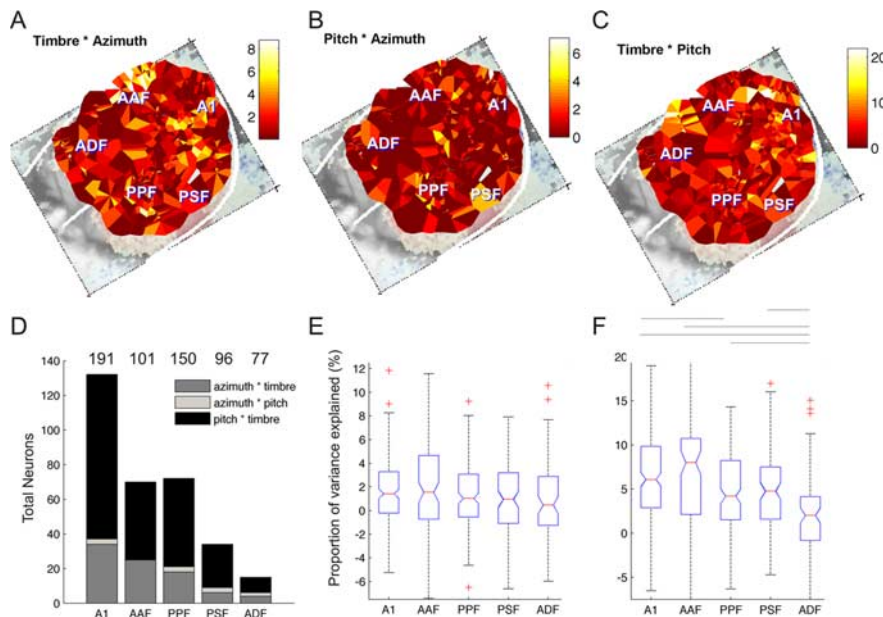 A
Timbre * Azimuth
8
6
4
2
AAF
A1
ADF
PPF
PSF
B
Pitch * Azimuth
6
4
2
0
AAF
A1
ADF
PPF
PSF
C
Timbre * Pitch
20
10
0
AAF
A1
ADF
PPF
PSF
D
191 101 150 96 77
azimuth * timbre
azimuth * pitch
pitch * timbre
Total Neurons
140
120
100
80
60
40
20
0
A1 AAF PPF PSF ADF
E
Proportion of variance explained (%)
12
10
8
6
4
2
0
-2
-4
-6
A1 AAF PPF PSF ADF
F
20
15
10
5
0
-5
A1 AAF PPF PSF ADF